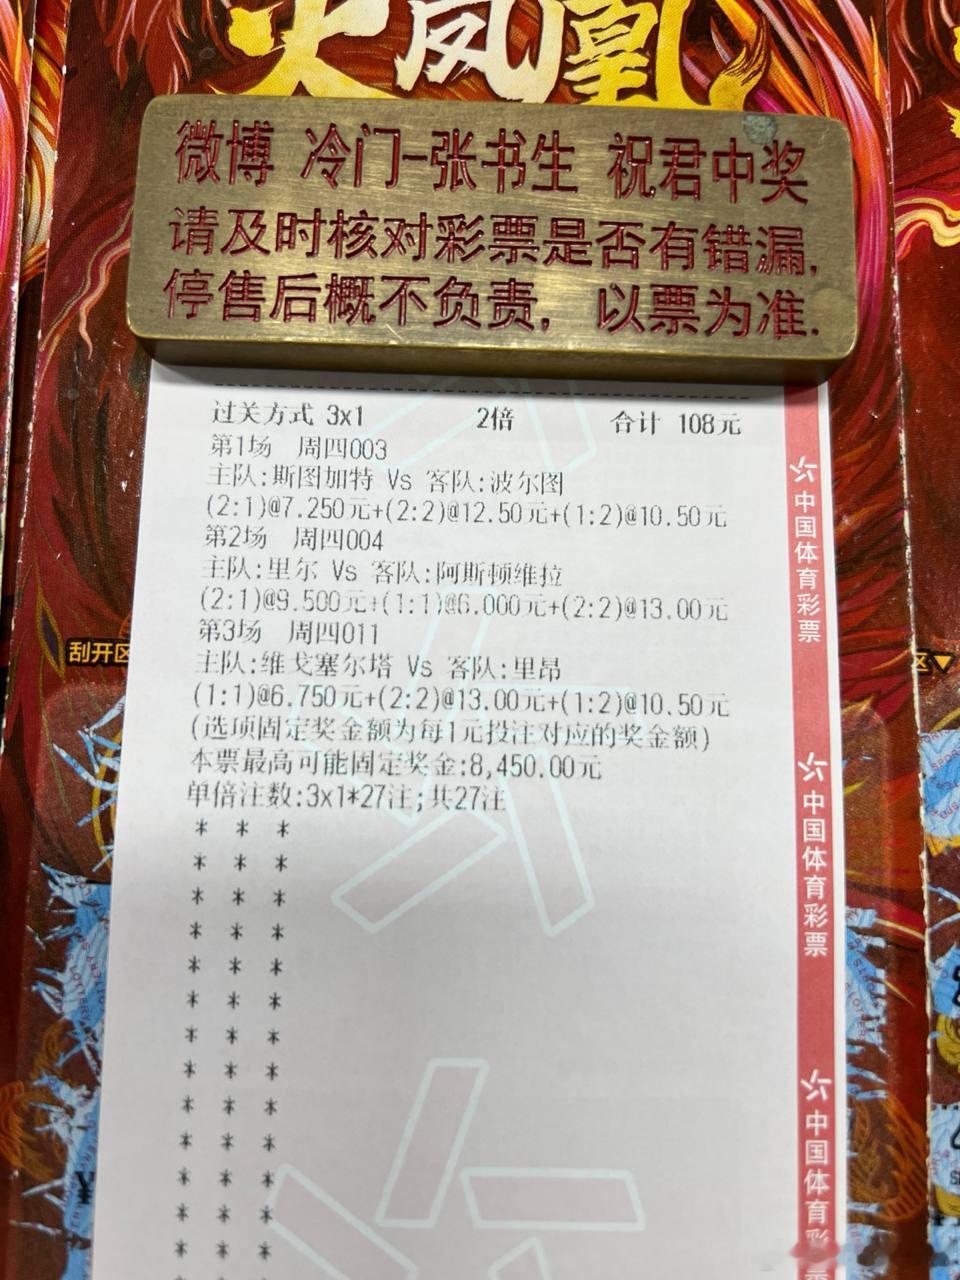 火凤凰
微博 冷门-张书生 祝君中奖
请及时核对彩票是否有错漏,
停售后概不负责, 以票为准.
过关方式 3x1 2倍 合计 108元
第1场 周四003
主队:斯图加特 Vs 客队:波尔图
(2:1)@7.250元+(2:2)@12.50元+(1:2)@10.50元
第2场 周四004
主队:里尔 Vs 客队:阿斯顿维拉
(2:1)@9.500元+(1:1)@6.000元+(2:2)@13.00元
第3场 周四011
主队:维戈塞尔塔 Vs 客队:里昂
(1:1)@6.750元+(2:2)@13.00元+(1:2)@10.50元
(选项固定奖金额为每1元投注对应的奖金额)
本票最高可能固定奖金:8,450.00元
单倍注数:3x1*27注;共27注
* * *
* * *
* * *
* * *
* * *
* * *
* * *
* * *
* * *
* * *
* * *
* * *
* * *
中国体育彩票
中国体育彩票
中国体育彩
刮开区
区